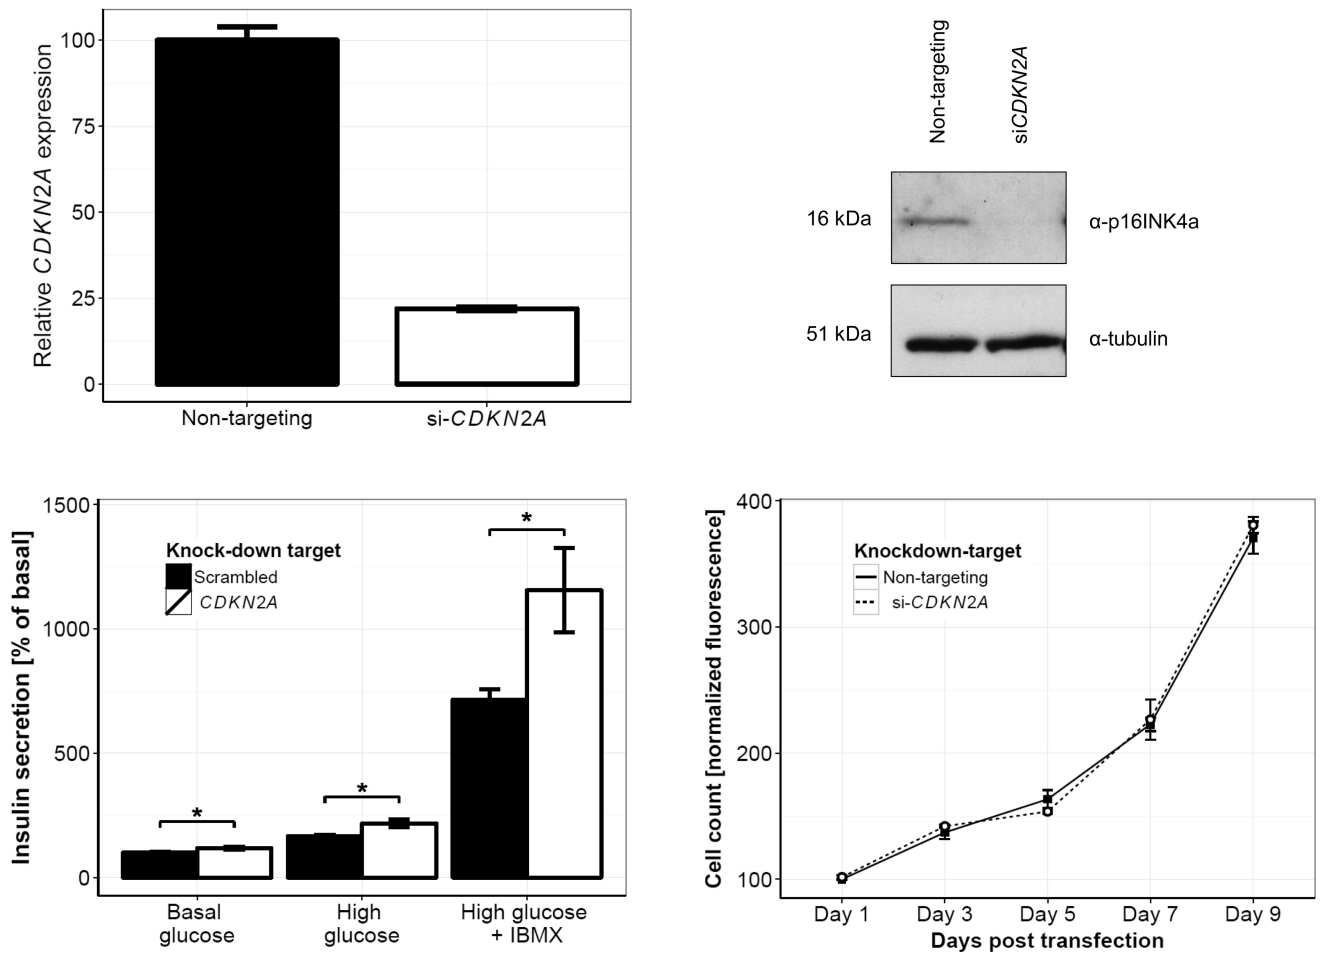 Relative CDKN2A expression
100
75
50
25
0
Non-targeting
si-CDKN2A
Non-targeting
siCDKN2A
16 kDa
α-p16INK4a
51 kDa
α-tubulin
Insulin secretion [% of basal]
1500
1000
500
0
Knock-down target
Scrambled
CDKN2A
*
*
*
Basal
glucose
High
glucose
High glucose
+ IBMX
Cell count [normalized fluorescence]
400
300
200
100
Knockdown-target
Non-targeting
si-CDKN2A
Day 1
Day 3
Day 5
Day 7
Day 9
Days post transfection